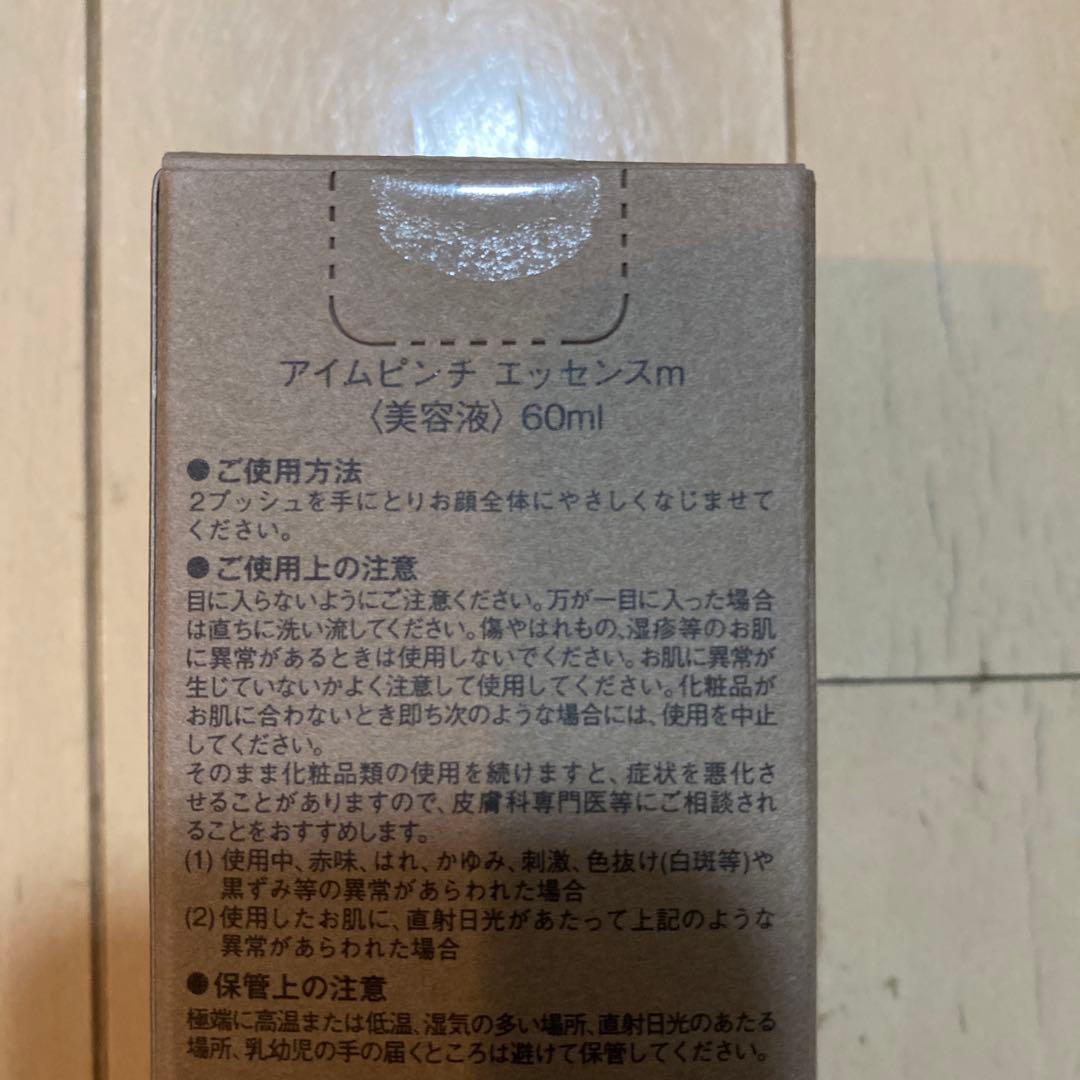 アイムピンチ エッセンスm
〈美容液〉60ml
●ご使用方法
2プッシュを手にとりお顔全体にやさしくなじませて
ください。
●ご使用上の注意
目に入らないようにご注意ください。万が一目に入った場合
は直ちに洗い流してください。傷やはれもの、湿疹等のお肌
に異常があるときは使用しないでください。お肌に異常が
生じていないかよく注意して使用してください。化粧品が
お肌に合わないとき即ち次のような場合には、使用を中止
してください。
そのまま化粧品類の使用を続けますと、症状を悪化さ
せることがありますので、皮膚科専門医等にご相談され
ることをおすすめします。
(1) 使用中、赤味、はれ、かゆみ、刺激、色抜け(白斑等)や
黒ずみ等の異常があらわれた場合
(2) 使用したお肌に、直射日光があたって上記のような
異常があらわれた場合
●保管上の注意
極端に高温または低温、湿気の多い場所、直射日光のあたる
場所、乳幼児の手の届くところは避けて保管してください。